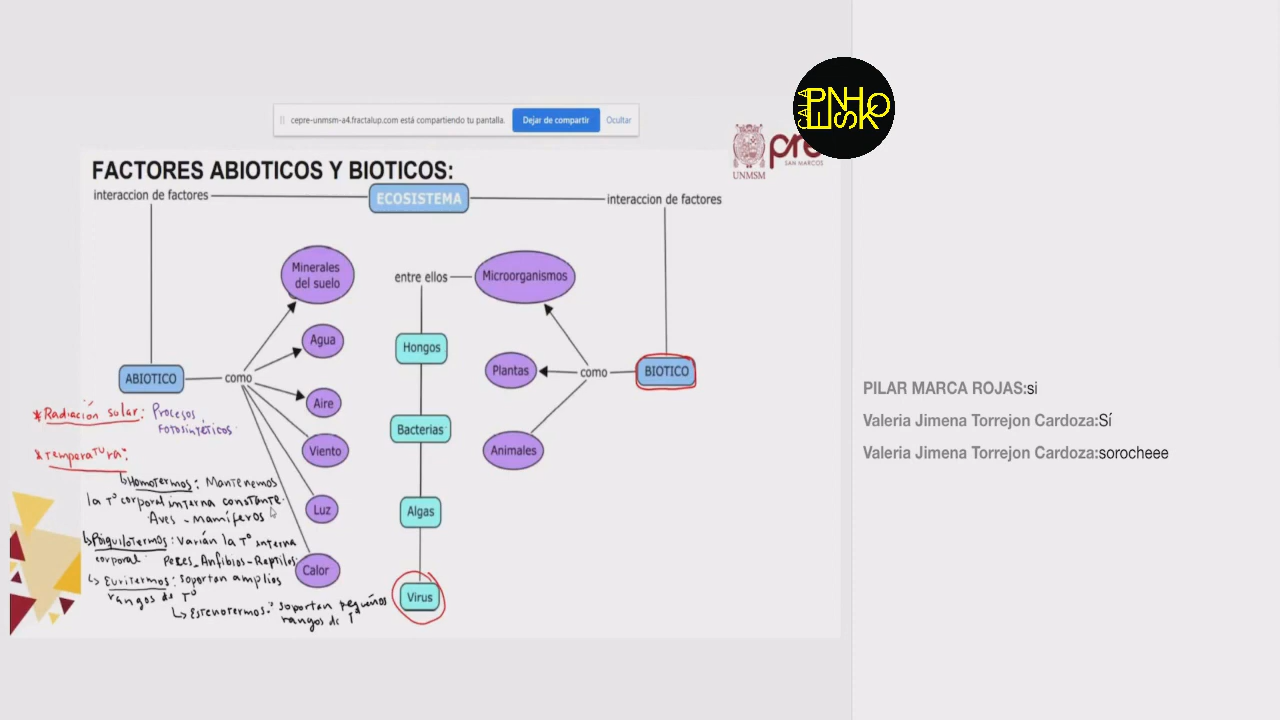 cepre-unmsm-a4.fractalup.com está compartiendo tu pantalla.
Dejar de compartir
Ocultar
CALA
PNHO
ESK
UNMSM
pre
SAN MARCOS
FACTORES ABIOTICOS Y BIOTICOS:
interaccion de factores
ECOSISTEMA
interaccion de factores
Minerales
del suelo
entre ellos
Microorganismos
Agua
Hongos
ABIOTICO
como
Plantas
como
BIOTICO
Aire
Bacterias
Viento
Animales
Luz
Algas
Calor
Virus
*Radiación solar: Procesos
fotosintéticos
*Temperatura:
Homotermos: Mantenemos
la T° corporal interna constante.
Aves - Mamíferos
Poiquilotermos: Varían la T° interna
corporal Peces-Anfibios-Reptiles
Euritermos: soportan amplios
rangos de T°
Estenotermos: soportan pequeños
rangos de T
PILAR MARCA ROJAS:si
Valeria Jimena Torrejon Cardoza:Sí
Valeria Jimena Torrejon Cardoza:sorocheee